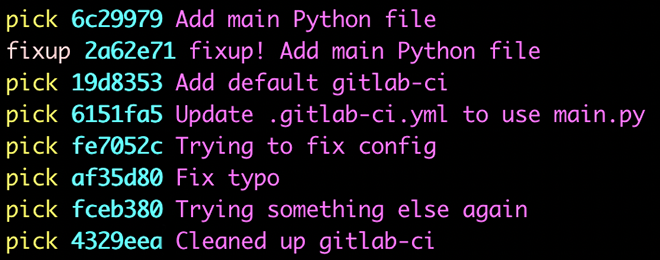 pick 6c29979 Add main Python file
fixup 2a62e71 fixup! Add main Python file
pick 19d8353 Add default gitlab-ci
pick 6151fa5 Update .gitlab-ci.yml to use main.py
pick fe7052c Trying to fix config
pick af35d80 Fix typo
pick fceb380 Trying something else again
pick 4329eea Cleaned up gitlab-ci